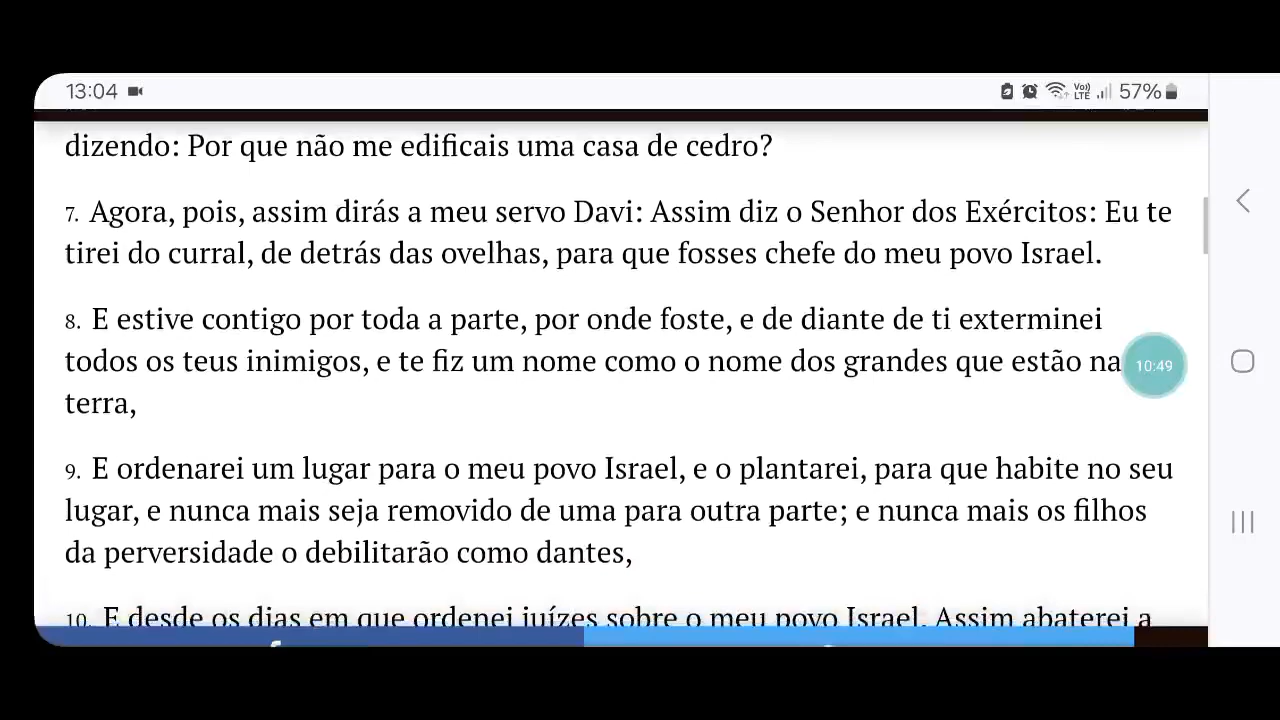 13:04
Vo))
LTE
57%
dizendo: Por que não me edificais uma casa de cedro?
7. Agora, pois, assim dirás a meu servo Davi: Assim diz o Senhor dos Exércitos: Eu te
tirei do curral, de detrás das ovelhas, para que fosses chefe do meu povo Israel.
8. E estive contigo por toda a parte, por onde foste, e de diante de ti exterminei
todos os teus inimigos, e te fiz um nome como o nome dos grandes que estão na
10:49
terra,
9. E ordenarei um lugar para o meu povo Israel, e o plantarei, para que habite no seu
lugar, e nunca mais seja removido de uma para outra parte; e nunca mais os filhos
da perversidade o debilitarão como dantes,
10. E desde os dias em que ordenei juízes sobre o meu povo Israel. Assim abaterei a